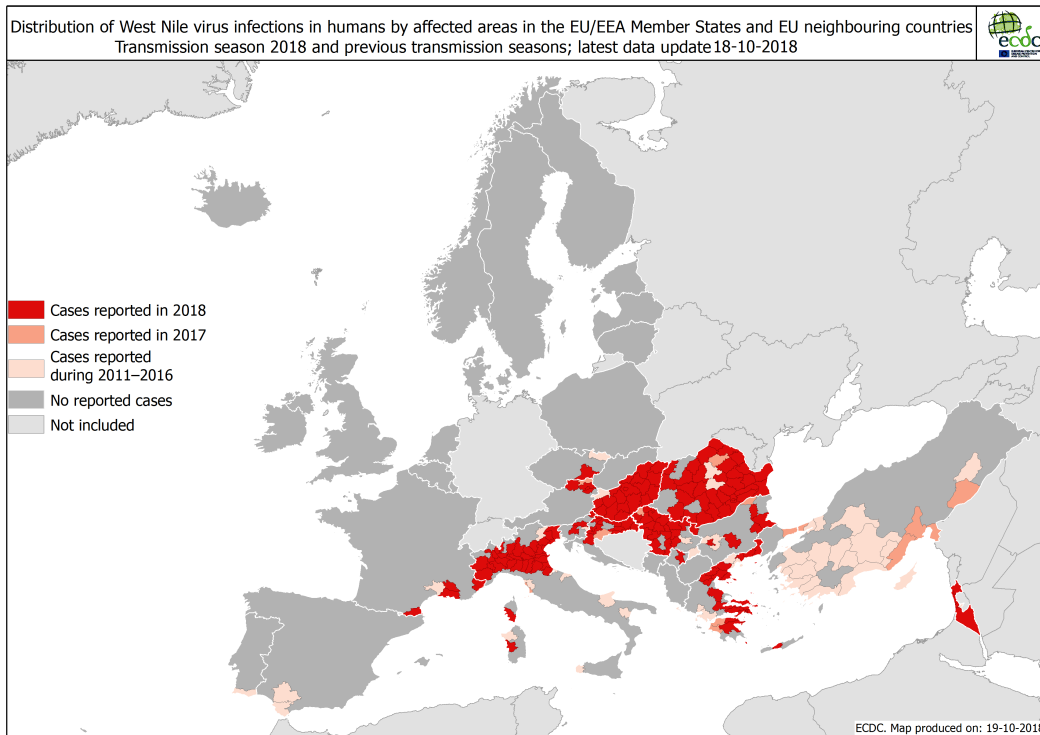 Distribution of West Nile virus infections in humans by affected areas in the EU/EEA Member States and EU neighbouring countries
Transmission season 2018 and previous transmission seasons; latest data update 18-10-2018
ecdc
Cases reported in 2018
Cases reported in 2017
Cases reported
during 2011–2016
No reported cases
Not included
ECDC. Map produced on: 19-10-2018